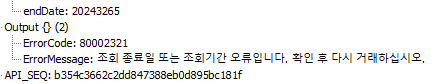 endDate: 20243265
Output {} (2)
ErrorCode: 80002321
ErrorMessage: 조회 종료일 또는 조회기간 오류입니다. 확인 후 다시 거래하십시오.
API_SEQ: b354c3662c2dd847388eb0d895bc181f